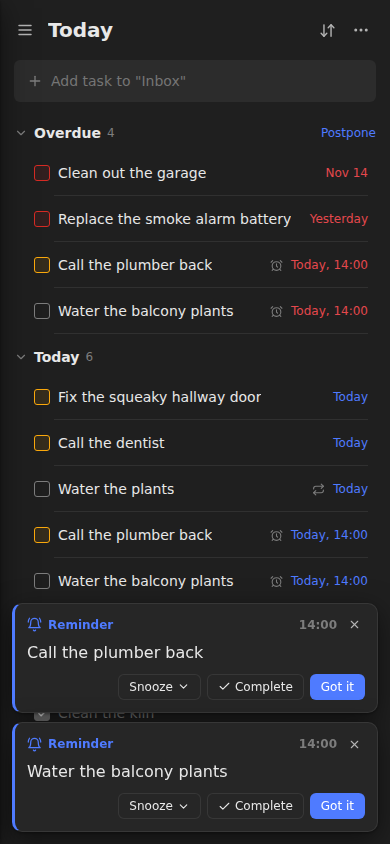 Today
Add task to "Inbox"
Overdue 4 Postpone
Clean out the garage Nov 14
Replace the smoke alarm battery Yesterday
Call the plumber back Today, 14:00
Water the balcony plants Today, 14:00
Today 6
Fix the squeaky hallway door Today
Call the dentist Today
Water the plants Today
Call the plumber back Today, 14:00
Water the balcony plants Today, 14:00
Reminder 14:00
Call the plumber back
Snooze Complete Got it
Clean the kiln
Reminder 14:00
Water the balcony plants
Snooze Complete Got it